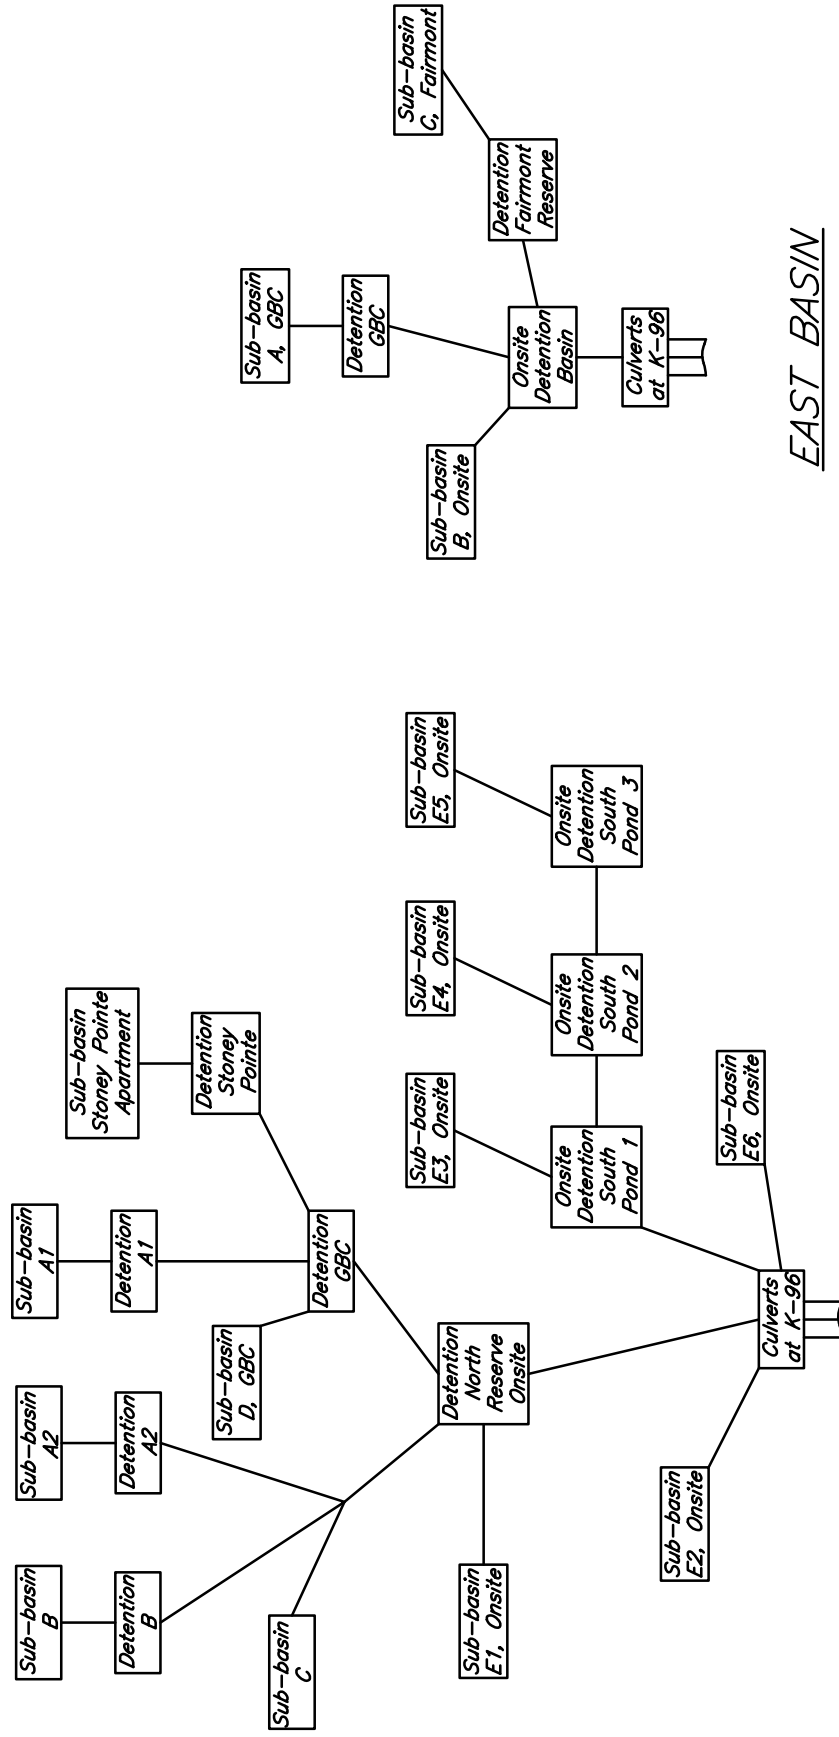 Sub-basin
B
Detention
B
Sub-basin
A2
Detention
A2
Sub-basin
A1
Detention
A1
Sub-basin
Stoney Pointe
Apartment
Detention
Stoney
Pointe
Sub-basin
C
Sub-basin
D, GBC
Detention
GBC
Sub-basin
E1, Onsite
Detention
North
Reserve
Onsite
Sub-basin
E3, Onsite
Sub-basin
E4, Onsite
Sub-basin
E5, Onsite
Onsite
Detention
South
Pond 1
Onsite
Detention
South
Pond 2
Onsite
Detention
South
Pond 3
Sub-basin
E2, Onsite
Culverts
at K-96
Sub-basin
E6, Onsite
Sub-basin
A, GBC
Detention
GBC
Sub-basin
C, Fairmont
Detention
Fairmont
Reserve
Sub-basin
B, Onsite
Onsite
Detention
Basin
Culverts
at K-96
EAST BASIN